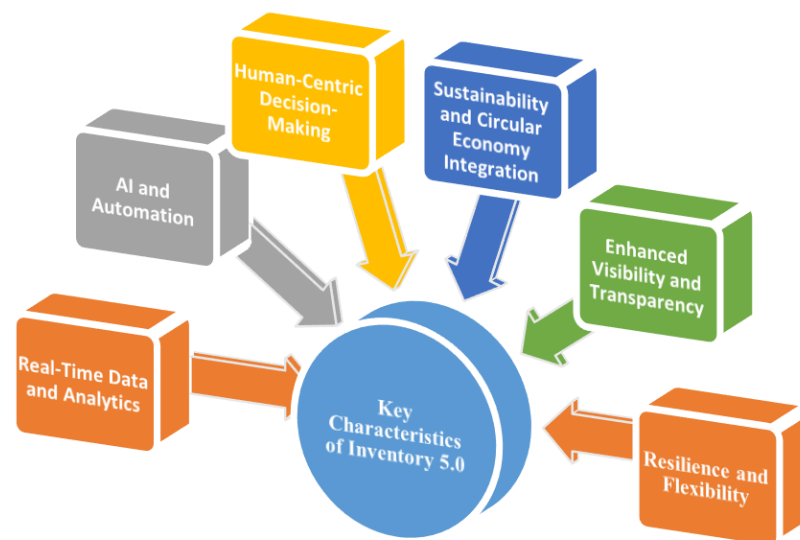 Human-Centric
Decision-
Making
Sustainability
and Circular
Economy
Integration
AI and
Automation
Enhanced
Visibility and
Transparency
Real-Time Data
and Analytics
Key
Characteristics
of Inventory 5.0
Resilience and
Flexibility